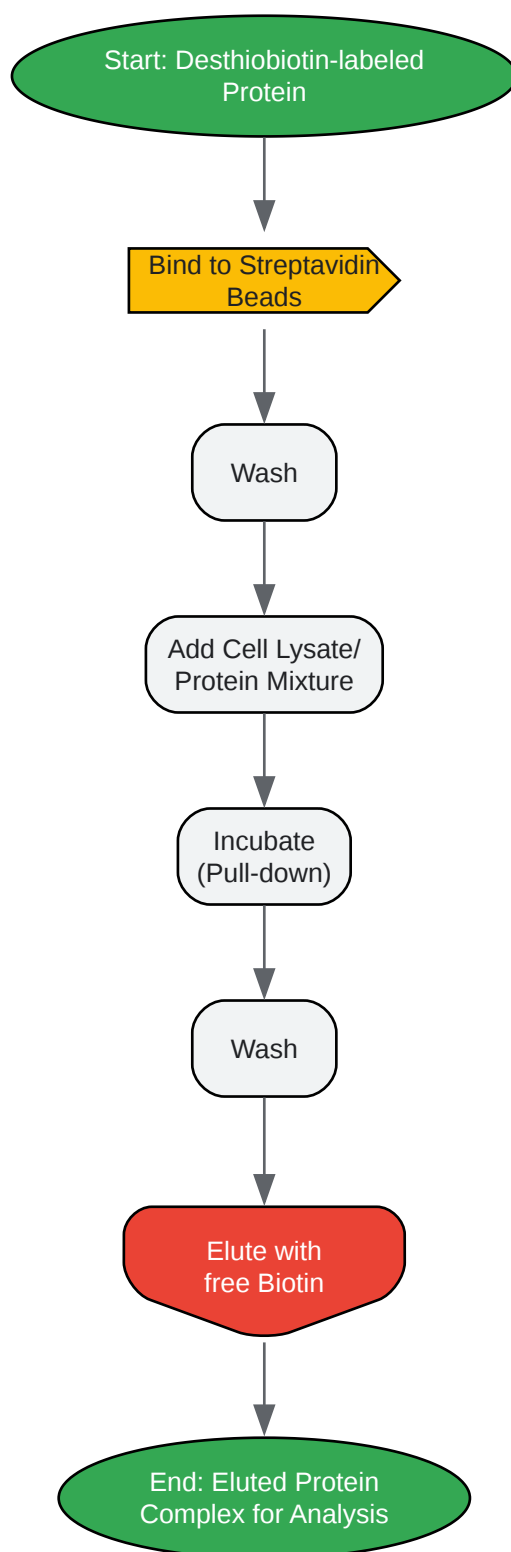 Start: Desthiobiotin-labeled
Protein
Bind to Streptavidin
Beads
Wash
Add Cell Lysate/
Protein Mixture
Incubate
(Pull-down)
Wash
Elute with
free Biotin
End: Eluted Protein
Complex for Analysis